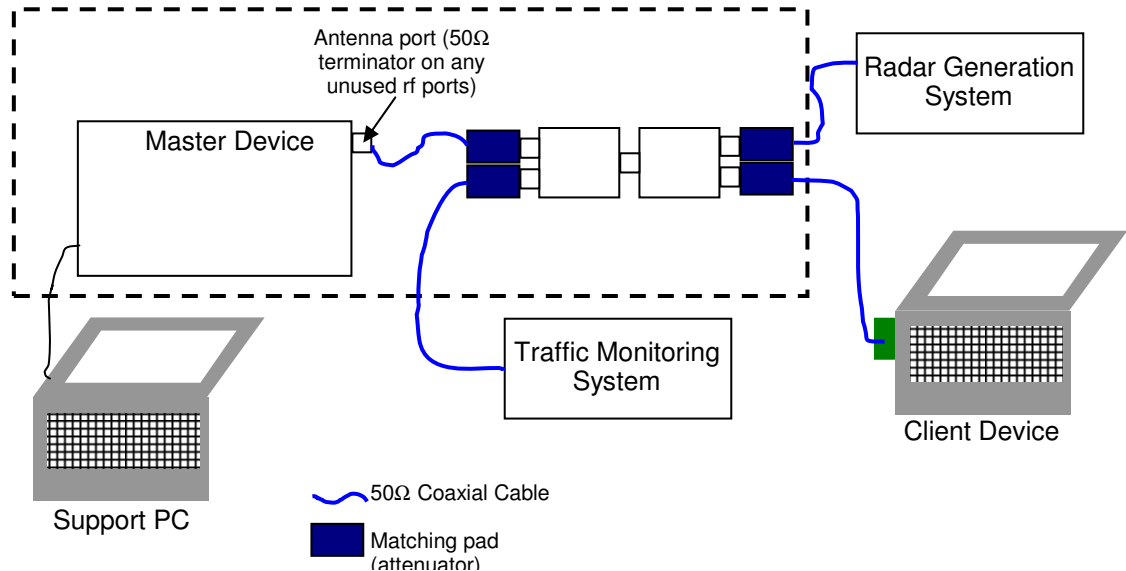 Antenna port (50Ω
terminator on any
unused rf ports)
Radar Generation
System
Master Device
Traffic Monitoring
System
Client Device
Support PC
50Ω Coaxial Cable
Matching pad
(attenuator)